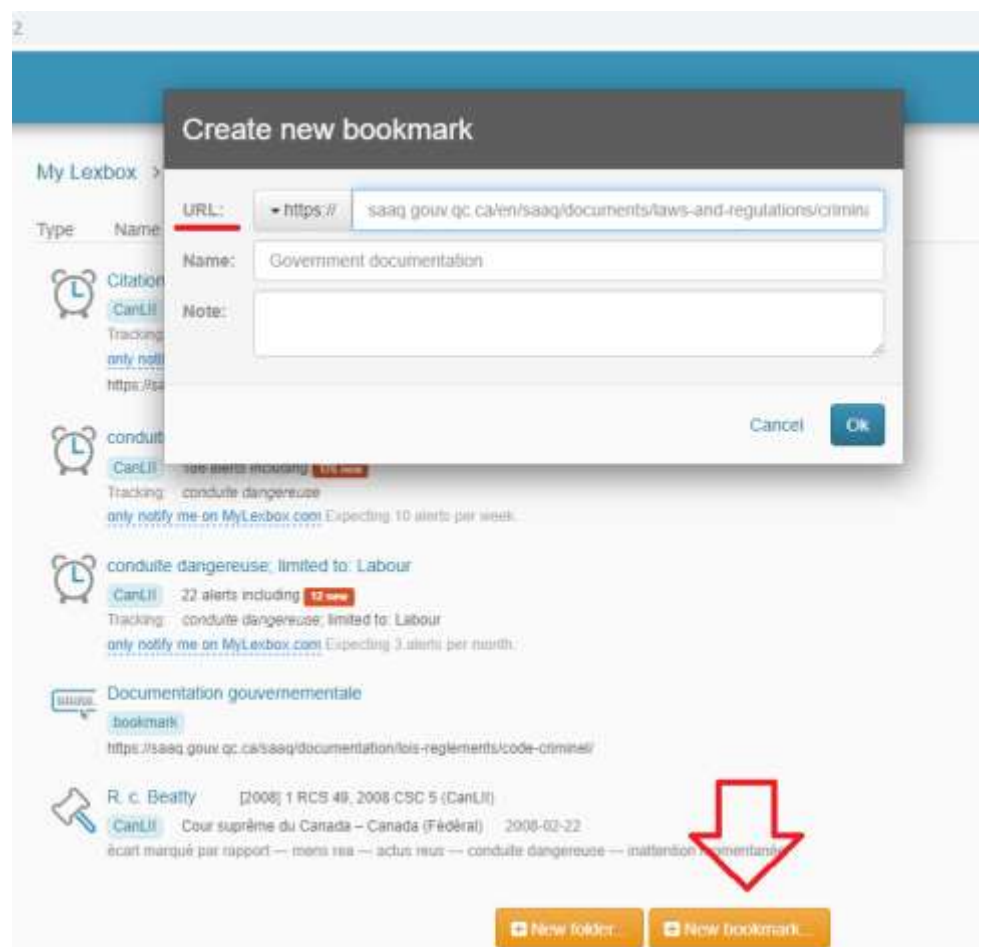 2
Create new bookmark
My Lexbox >
URL: https:// saaq.gouv.qc.ca/en/saaq/documents/laws-and-regulations/crimina
Type Name
Name: Government documentation
Citation
CanLII Note:
Tracking
only noti
https://sa
conduit
Cancel Ok
CanLII alerts including new
Tracking: conduite dangereuse
only notify me on MyLexbox.com Expecting 10 alerts per week.
conduite dangereuse; limited to: Labour
CanLII 22 alerts including 12 new
Tracking: conduite dangereuse; limited to: Labour
only notify me on MyLexbox.com Expecting 3 alerts per month.
Documentation gouvernementale
bookmark
https://saaq.gouv.qc.ca/saaq/documentation/lois-reglements/code-criminel/
R. c. Beatty [2008] 1 RCS 49, 2008 CSC 5 (CanLII)
CanLII Cour suprême du Canada – Canada (Fédéral) 2008-02-22
écart marqué par rapport — mens rea — actus reus — conduite dangereuse — inattention momentanée
New folder... New bookmark...